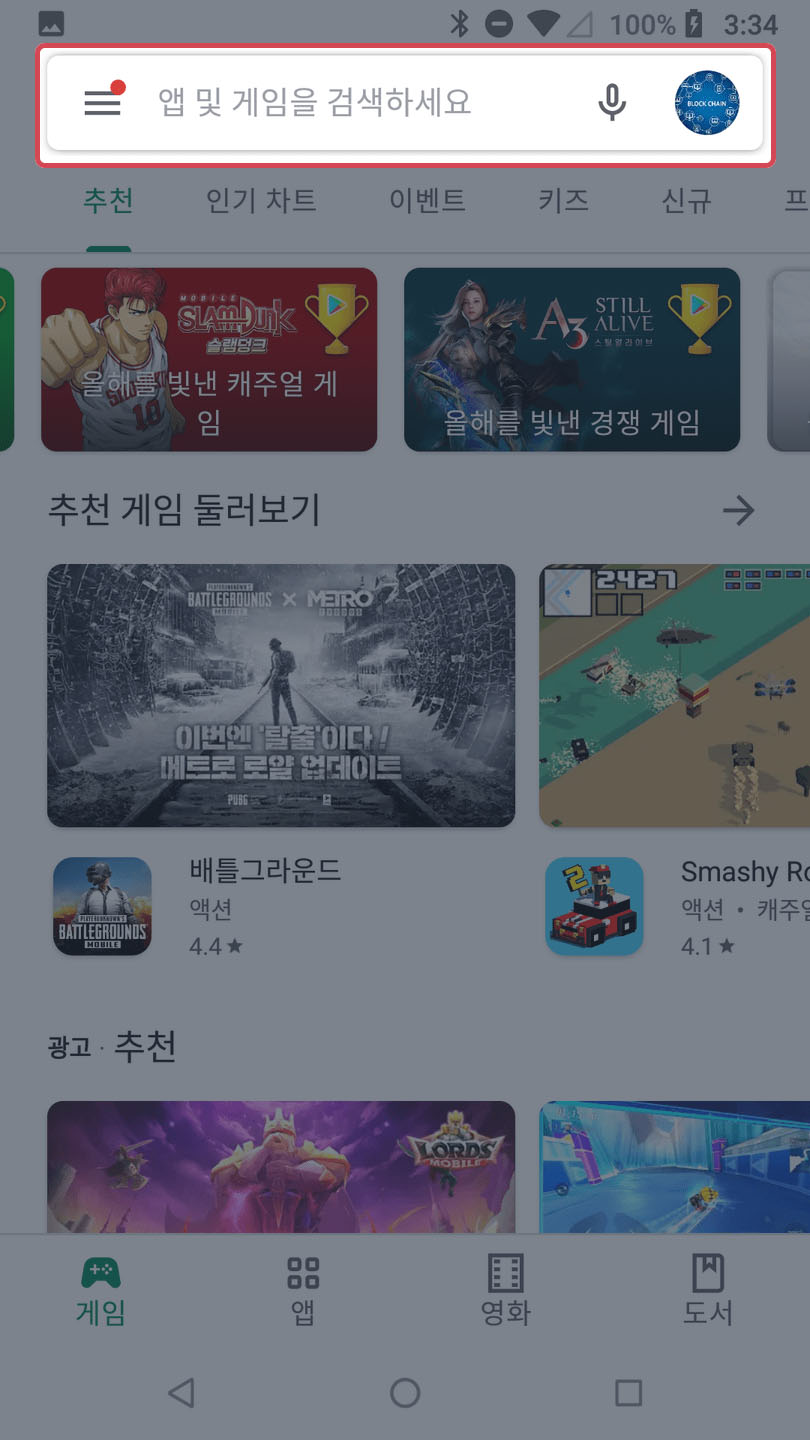 100% 3:34
앱 및 게임을 검색하세요
BLOCK CHAIN
추천 인기 차트 이벤트 키즈 신규 프
MOBILE
SLAM DUNK
슬램덩크
올해를 빛낸 캐주얼 게
임
A3 STILL ALIVE
스틸얼라이브
올해를 빛낸 경쟁 게임
추천 게임 둘러보기
PLAYERUNKNOWN'S
BATTLEGROUNDS
MOBILE
METRO
이번엔 '탈출'이다!
메트로 로얄 업데이트
PUBG
2427
PLAYERUNKNOWN'S
BATTLEGROUNDS
MOBILE
배틀그라운드
액션
4.4★
2
Smashy Ro
액션 • 캐주얼
4.1★
광고 · 추천
LORDS
MOBILE
게임 앱 영화 도서